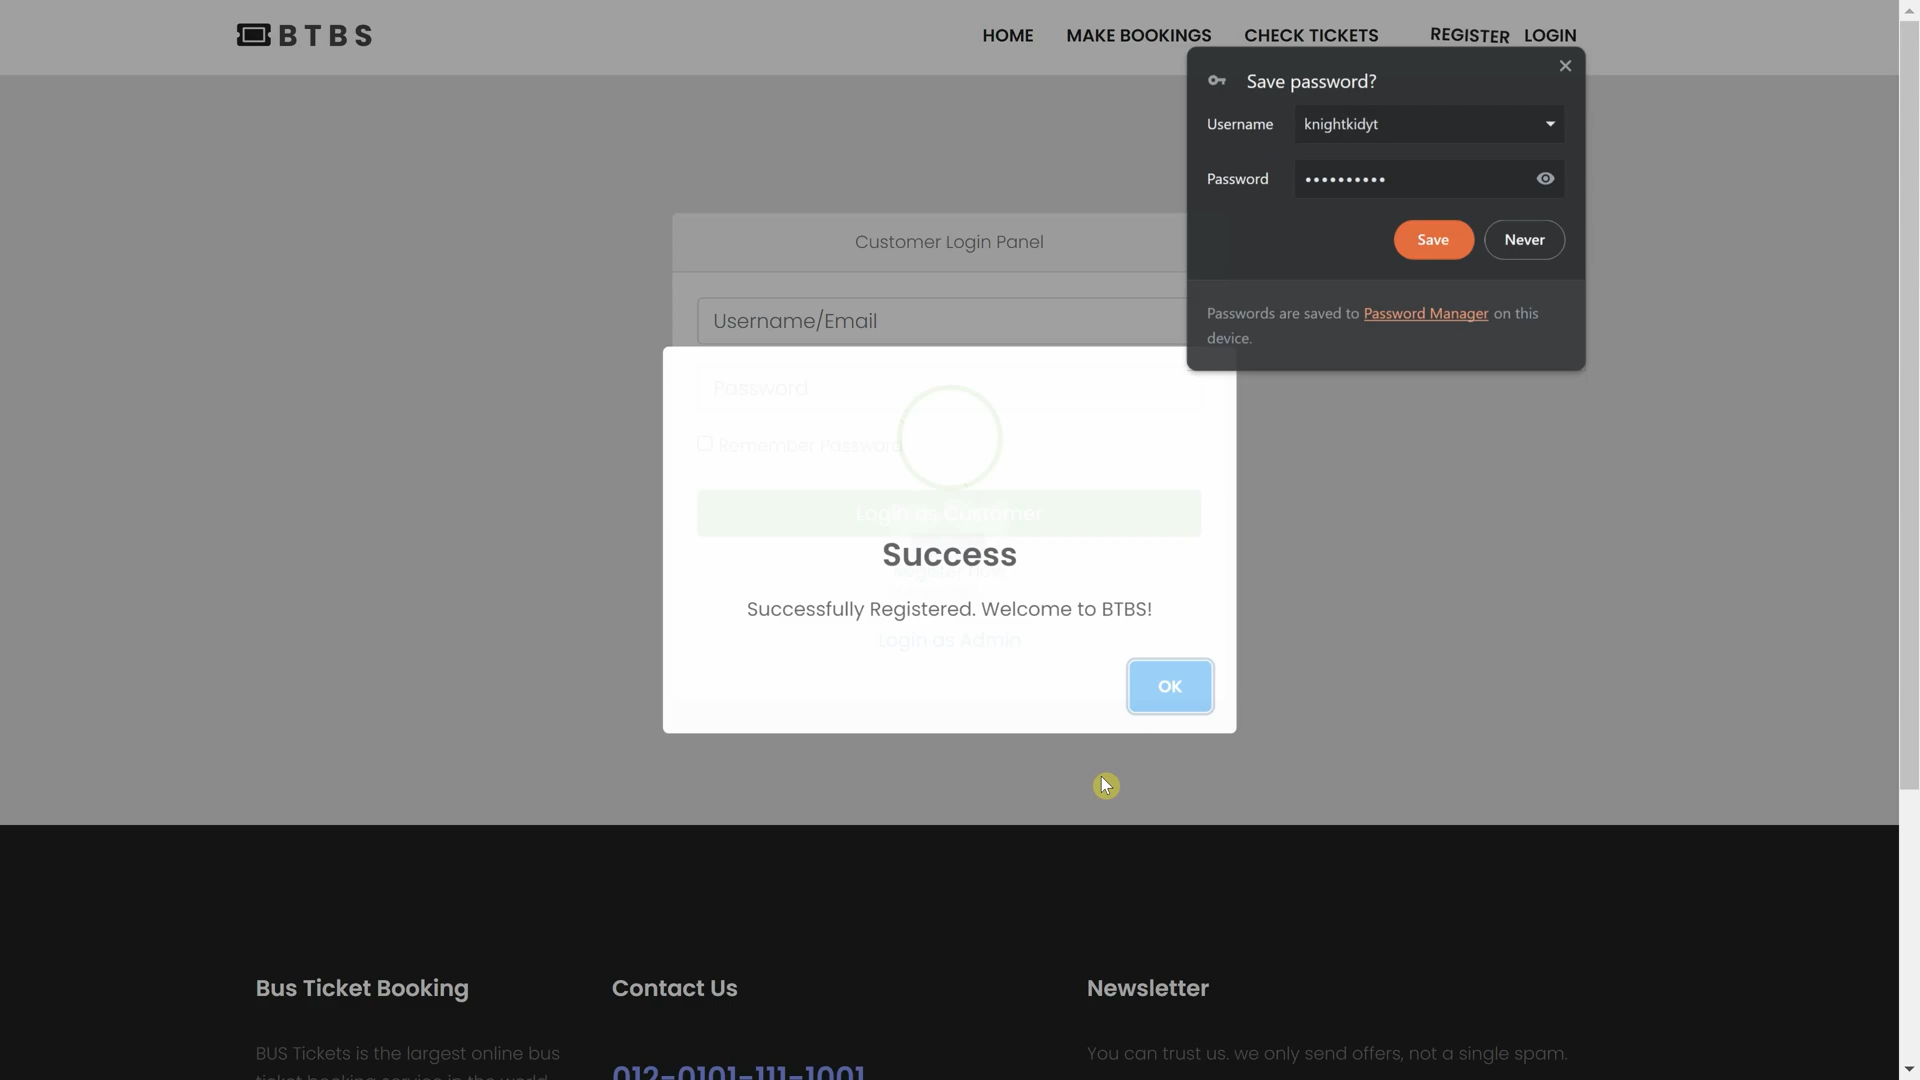 BTBS
HOME MAKE BOOKINGS CHECK TICKETS REGISTER LOGIN
Save password?
Username knightkidyt
Password ••••••••••
Save Never
Passwords are saved to Password Manager on this
device.
Customer Login Panel
Username/Email
Password
Remember Password
Login as Customer
Success
Successfully Registered. Welcome to BTBS!
Login as Admin
OK
Bus Ticket Booking
BUS Tickets is the largest online bus
ticket booking service in the world
Contact Us
012-0101-111-1001
Newsletter
You can trust us. we only send offers, not a single spam.